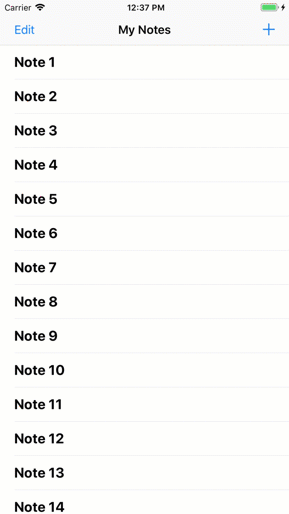 Carrier 12:37 PM
Edit My Notes +
Note 1
Note 2
Note 3
Note 4
Note 5
Note 6
Note 7
Note 8
Note 9
Note 10
Note 11
Note 12
Note 13
Note 14